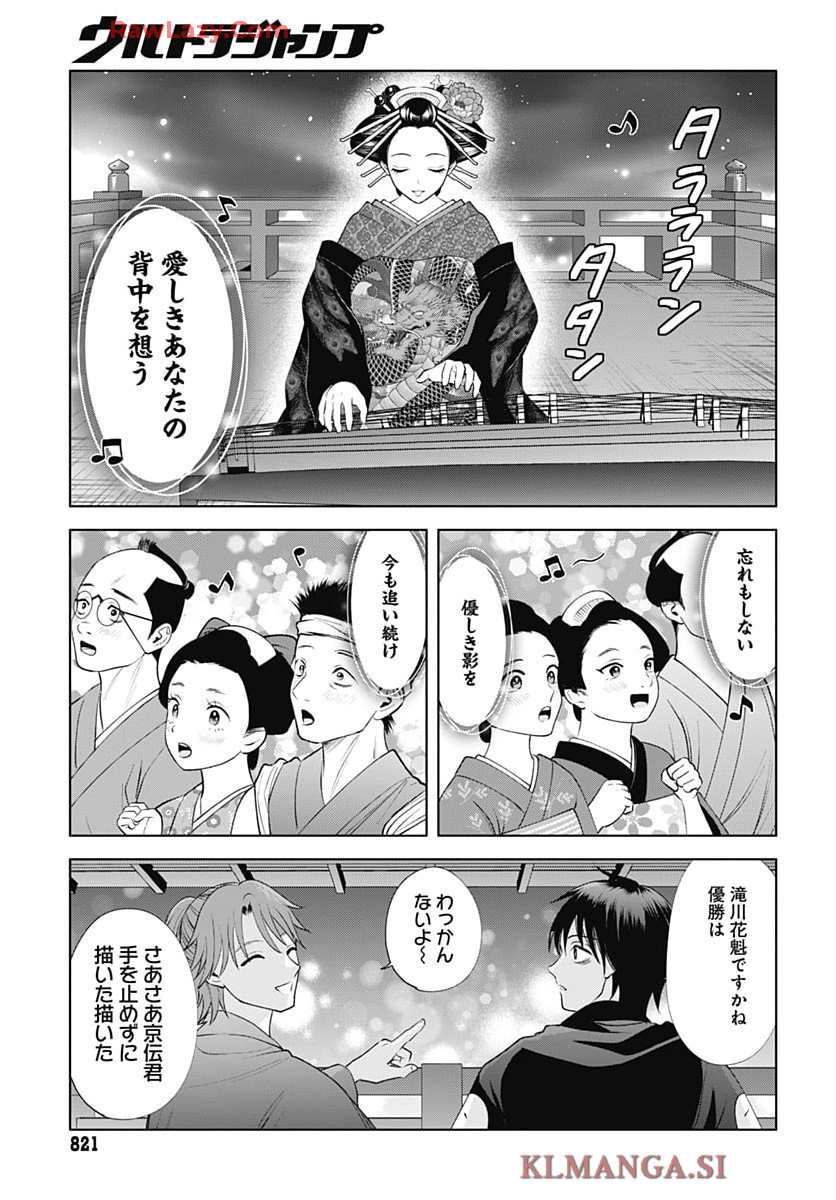 ウルトラジャンプ
RawLazy.Com
タラララン
タタン
愛しきあなたの
背中を想う
忘れもしない
優しき影を
今も追い続け
滝川花魁ですかね
優勝は
わっかん
ないよ〜
さあさあ京伝君
手を止めずに
描いた描いた
821
KLMANGA.SI